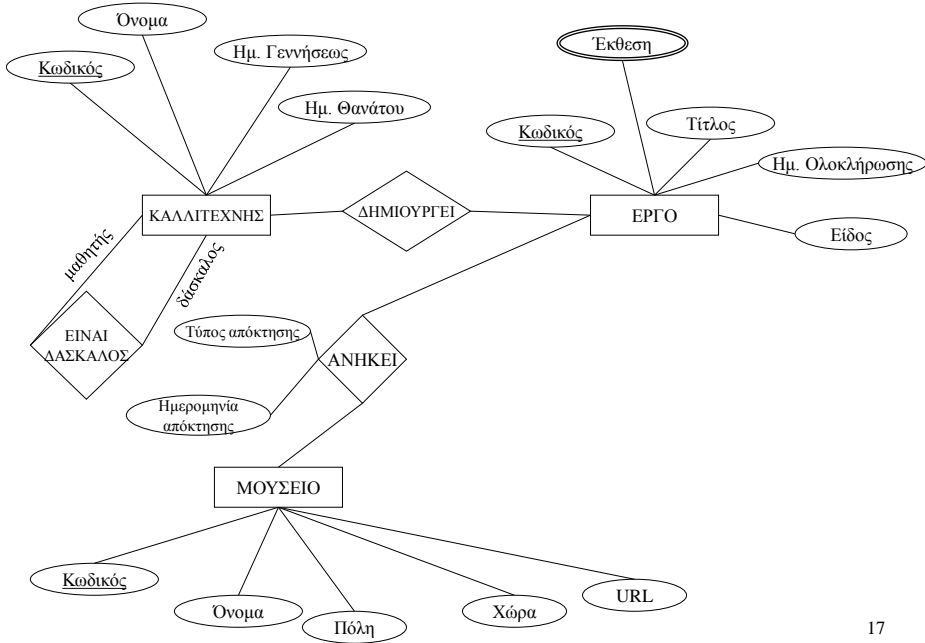 Όνομα
Έκθεση
Ημ. Γεννήσεως
Κωδικός
Ημ. Θανάτου
Τίτλος
Κωδικός
Ημ. Ολοκλήρωσης
ΚΑΛΛΙΤΕΧΝΗΣ
ΔΗΜΙΟΥΡΓΕΙ
ΕΡΓΟ
Είδος
μαθητής
δάσκαλος
ΕΙΝΑΙ
ΔΑΣΚΑΛΟΣ
Τύπος απόκτησης
ΑΝΗΚΕΙ
Ημερομηνία
απόκτησης
ΜΟΥΣΕΙΟ
Κωδικός
Όνομα
Πόλη
Χώρα
URL
17